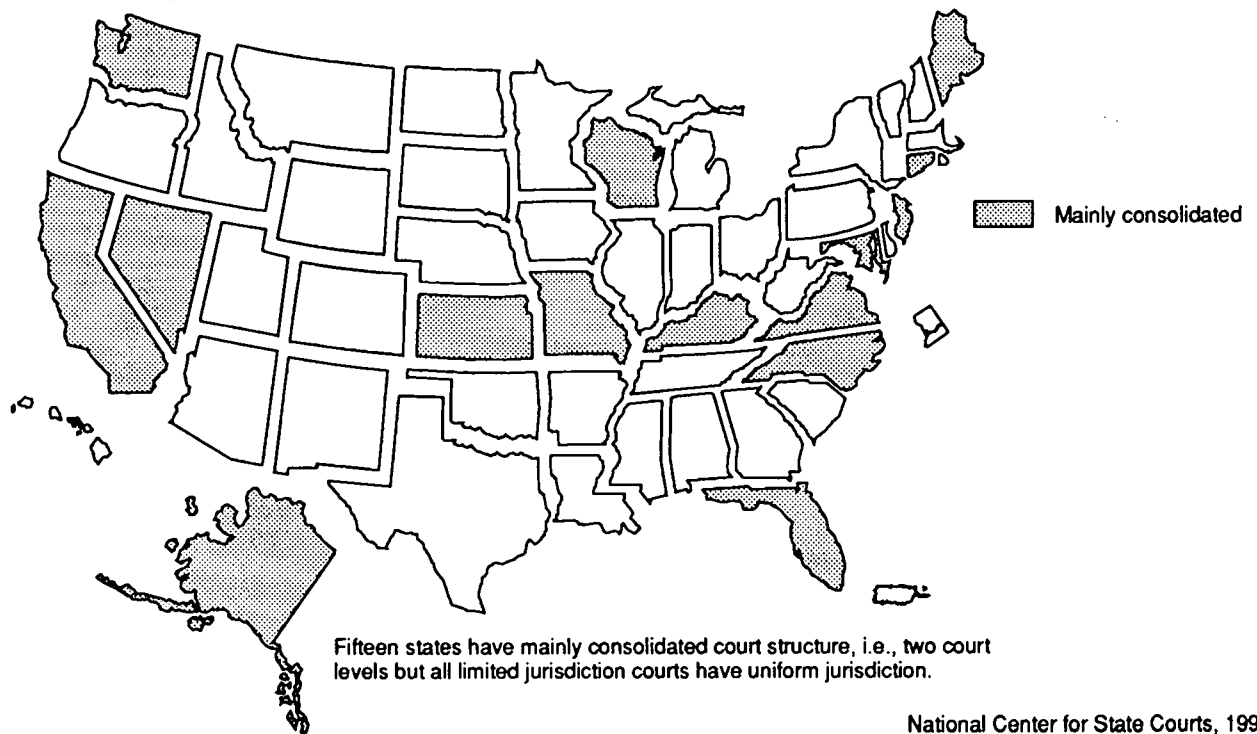 Mainly consolidated
Fifteen states have mainly consolidated court structure, i.e., two court
levels but all limited jurisdiction courts have uniform jurisdiction.
National Center for State Courts, 199